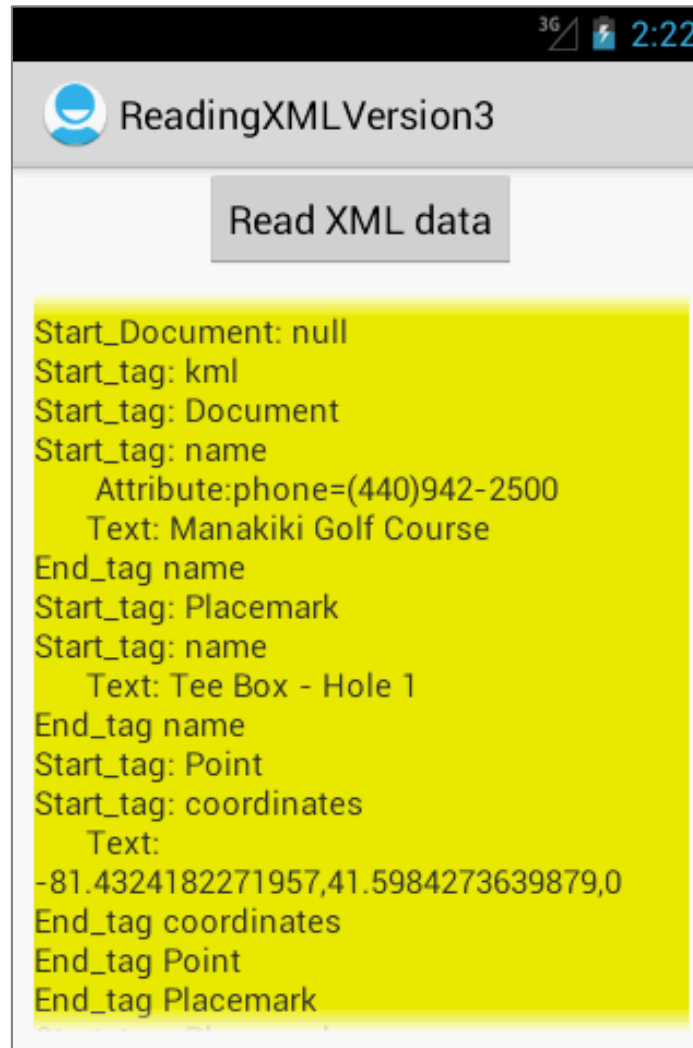 3G 2:22
ReadingXMLVersion3
Read XML data
Start_Document: null
Start_tag: kml
Start_tag: Document
Start_tag: name
Attribute:phone=(440)942-2500
Text: Manakiki Golf Course
End_tag name
Start_tag: Placemark
Start_tag: name
Text: Tee Box - Hole 1
End_tag name
Start_tag: Point
Start_tag: coordinates
Text:
-81.4324182271957,41.5984273639879,0
End_tag coordinates
End_tag Point
End_tag Placemark